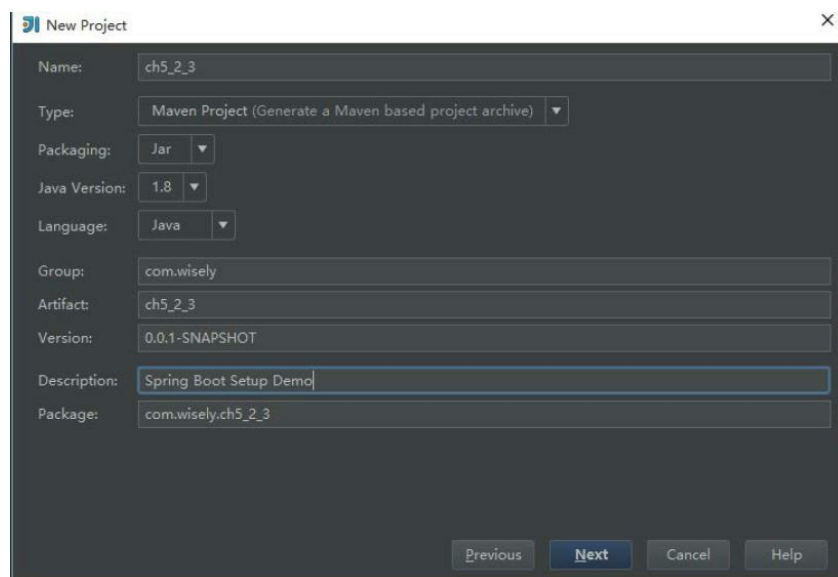 New Project
Name: ch5_2_3
Type: Maven Project (Generate a Maven based project archive)
Packaging: Jar
Java Version: 1.8
Language: Java
Group: com.wisely
Artifact: ch5_2_3
Version: 0.0.1-SNAPSHOT
Description: Spring Boot Setup Demo
Package: com.wisely.ch5_2_3
Previous Next Cancel Help